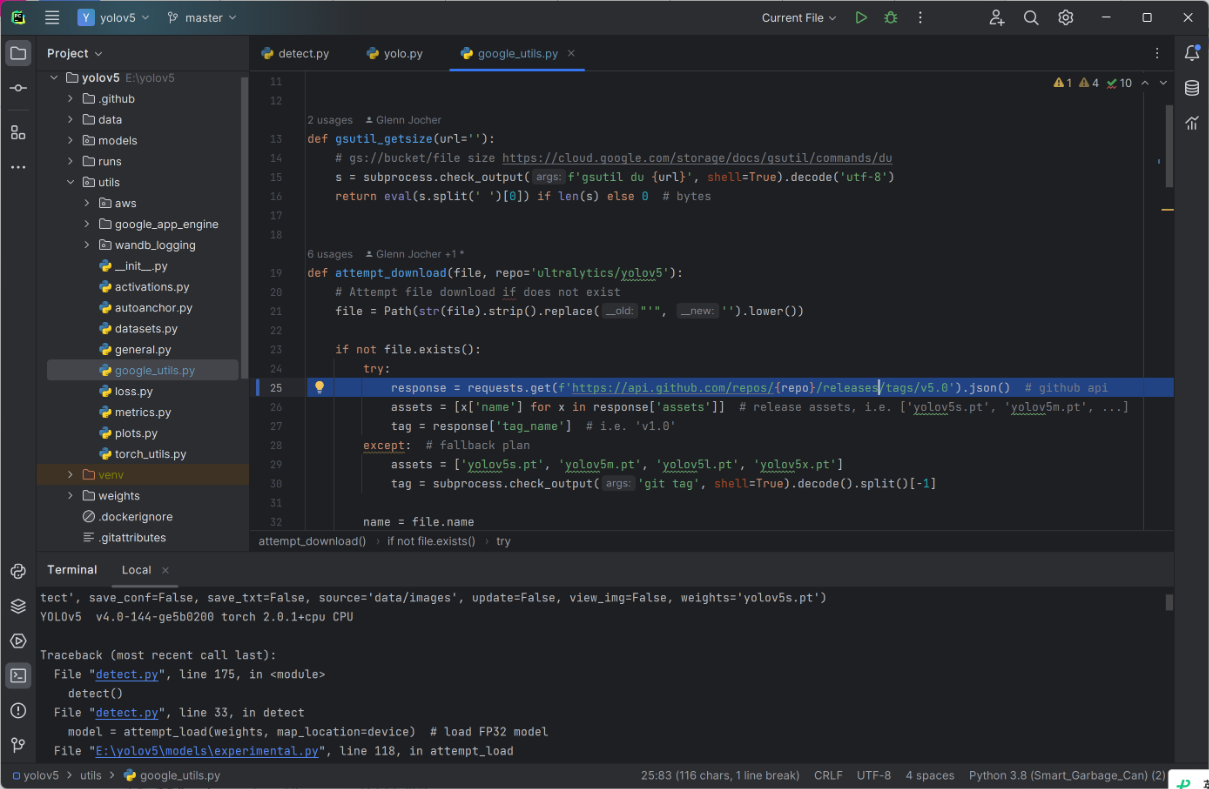 Y yolov5 master Current File
Project
detect.py yolo.py google_utils.py
yolov5 E:\yolov5
.github
data
models
runs
utils
aws
google_app_engine
wandb_logging
__init__.py
activations.py
autoanchor.py
datasets.py
general.py
google_utils.py
loss.py
metrics.py
plots.py
torch_utils.py
venv
weights
.dockerignore
.gitattributes
1 4 10
11
12
2 usages Glenn Jocher
13 def gsutil_getsize(url=''):
14 # gs://bucket/file size https://cloud.google.com/storage/docs/gsutil/commands/du
15 s = subprocess.check_output( args: f'gsutil du {url}', shell=True).decode('utf-8')
16 return eval(s.split(' ')[0]) if len(s) else 0 # bytes
17
18
6 usages Glenn Jocher +1 *
19 def attempt_download(file, repo='ultralytics/yolov5'):
20 # Attempt file download if does not exist
21 file = Path(str(file).strip().replace( __old: "'", __new: '').lower())
22
23 if not file.exists():
24 try:
25 response = requests.get(f'https://api.github.com/repos/{repo}/releases/tags/v5.0').json() # github api
26 assets = [x['name'] for x in response['assets']] # release assets, i.e. ['yolov5s.pt', 'yolov5m.pt', ...]
27 tag = response['tag_name'] # i.e. 'v1.0'
28 except: # fallback plan
29 assets = ['yolov5s.pt', 'yolov5m.pt', 'yolov5l.pt', 'yolov5x.pt']
30 tag = subprocess.check_output( args: 'git tag', shell=True).decode().split()[-1]
31
32 name = file.name
attempt_download() › if not file.exists() › try
Terminal Local
tect', save_conf=False, save_txt=False, source='data/images', update=False, view_img=False, weights='yolov5s.pt')
YOLOv5 v4.0-144-ge5b0200 torch 2.0.1+cpu CPU
Traceback (most recent call last):
File "detect.py", line 175, in <module>
detect()
File "detect.py", line 33, in detect
model = attempt_load(weights, map_location=device) # load FP32 model
File "E:\yolov5\models\experimental.py", line 118, in attempt_load
yolov5 › utils › google_utils.py 25:83 (116 chars, 1 line break) CRLF UTF-8 4 spaces Python 3.8 (Smart_Garbage_Can) (2)